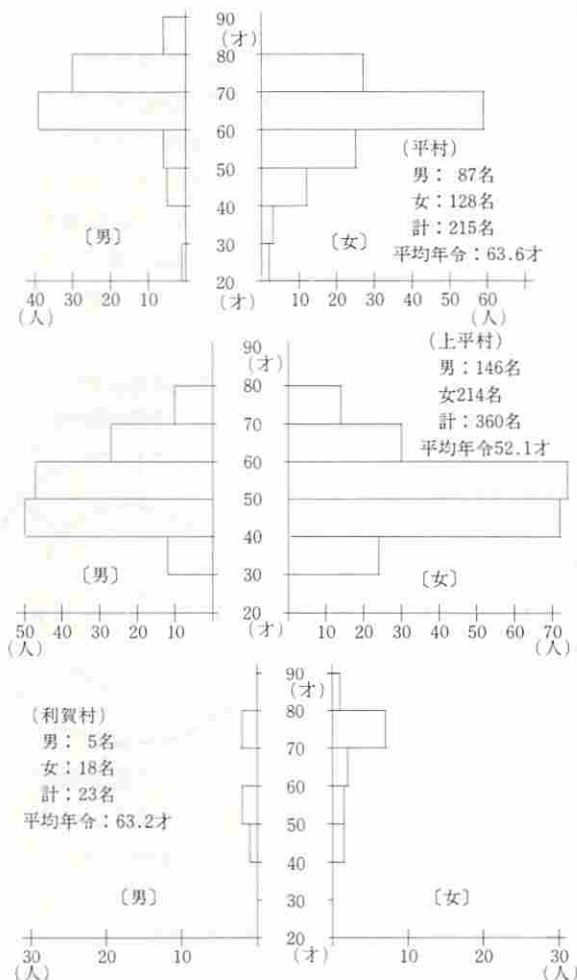 90
(才)
80
70
60
50
40
30
20
(才)
〔男〕
〔女〕
(平村)
男： 87名
女：128名
計：215名
平均年令：63.6才
40 30 20 10
(人)
10 20 30 40 50 60
(人)
90
(才)
80
70
60
50
40
30
20
(才)
〔男〕
〔女〕
(上平村)
男：146名
女214名
計：360名
平均年令52.1才
50 40 30 20 10
(人)
10 20 30 40 50 60 70
(人)
90
(才)
80
70
60
50
40
30
20
(才)
(利賀村)
男： 5名
女：18名
計：23名
平均年令：63.2才
〔男〕
〔女〕
30 20 10
(人)
10 20 30
(人)